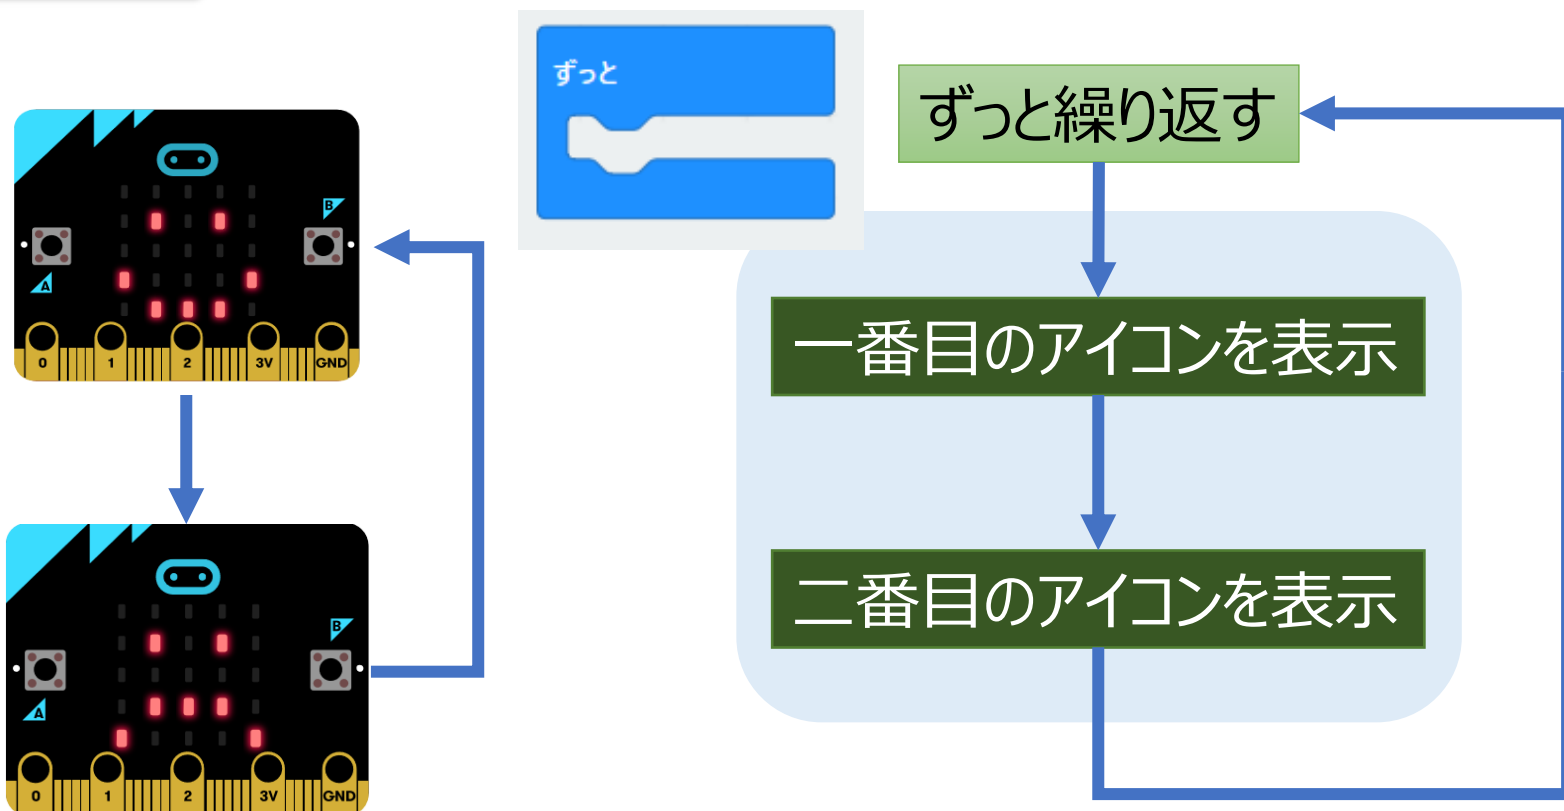 ずっと
ずっと繰り返す
一番目のアイコンを表示
二番目のアイコンを表示
B
A
0 1 2 3V GND
B
A
0 1 2 3V GND